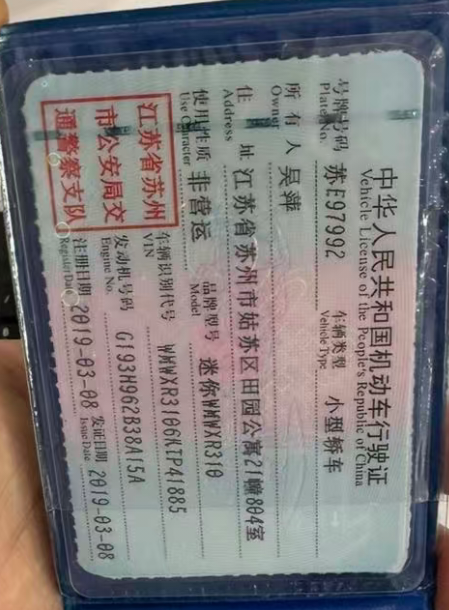 中华人民共和国机动车行驶证
Vehicle License of the People's Republic of China
号牌号码 苏E97992 车辆类型 小型轿车
Plate No. Vehicle Type
所有人 吴萍
Owner
住址 江苏省苏州市姑苏区田园公寓21幢804室
Address
使用性质 非营运 品牌型号 迷你WMWXR310
Use Character Model
江苏省苏州
市公安局交
通警察支队
车辆识别代号 WMWXR3106KTP41885
VIN
发动机号码 G193H962B38A15A
Engine No.
注册日期 2019-03-08 发证日期 2019-03-08
Register Date Issue Date